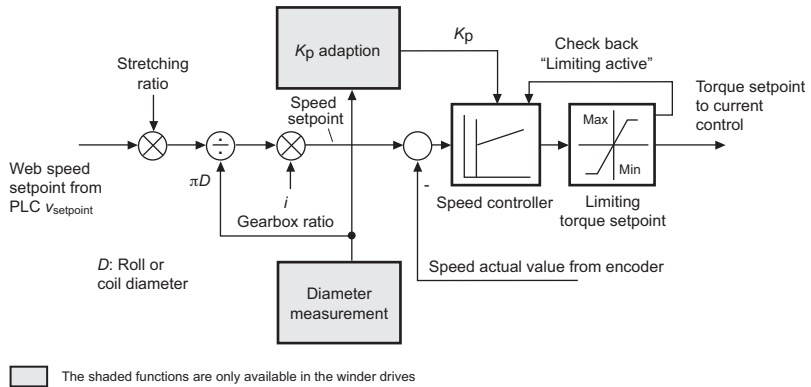 Stretching
ratio
Kp adaption
Kp
Check back
“Limiting active”
Torque setpoint
to current
control
Speed
setpoint
Max
Min
Web speed
setpoint from
PLC vsetpoint
÷
πD
i
Gearbox ratio
-
Speed controller
Limiting
torque setpoint
D: Roll or
coil diameter
Diameter
measurement
Speed actual value from encoder
The shaded functions are only available in the winder drives